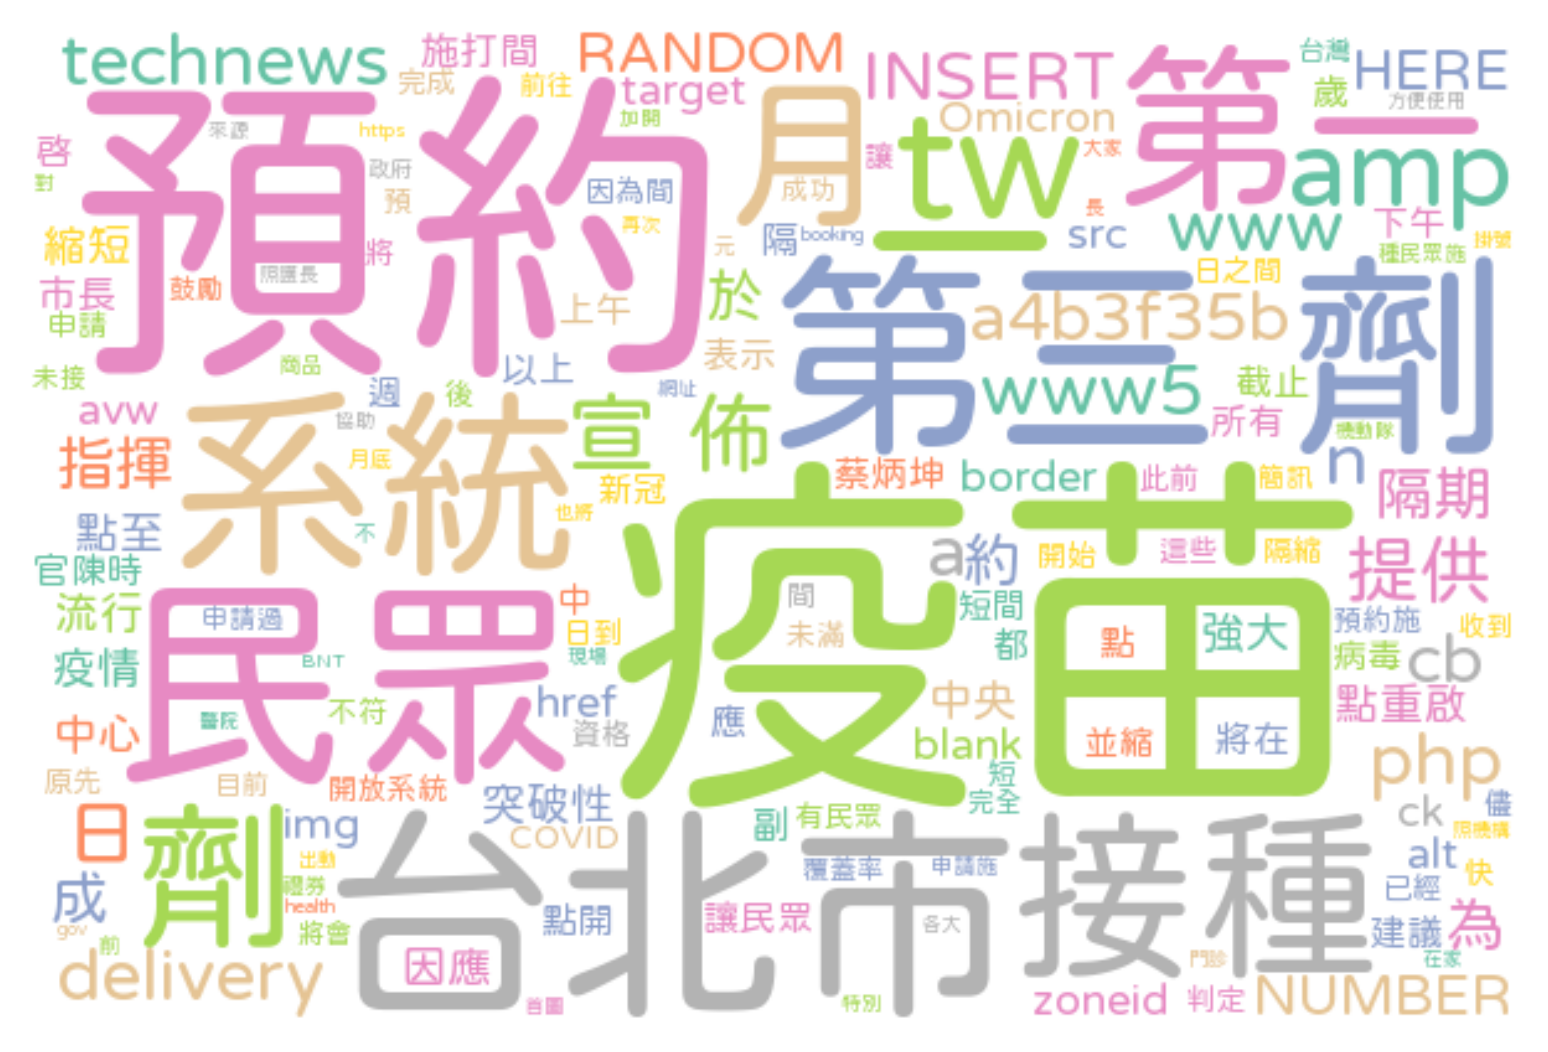 technews
施打間
RANDOM
INSERT
第一
台灣
HERE
完成
前往
target
月
Omicron
歲
方便使用
預約
來源
https
加開
tw
大家
amp
啓
對
政府
因為間
成功
讓
長
www
下午
預
再次
一
src
掛號
縮短
將
元
隔
booking
種民眾施
市長
鼓勵
照護長
上午
於
第三
日之間
劑
申請
a4b3f35b
未接
商品
週
後
以上
表示
網址
二
www5
截止
avw
協助
宣
佈
所有
機動隊
指揮
系統
月底
新冠
蔡炳坤
border
此前
簡訊
n
隔期
點至
不
也將
疫苗
a
約
開始
這些
隔縮
提供
官陳時
流行
民眾
申請過
中
日到
間
未滿
短間
都
點
強大
預約施
收到
疫情
BNT
現場
病毒
cb
中心
醫院
不符
href
資格
應
中央
blank
並縮
將在
點重啟
原先
目前
開放系統
突破性
短
完全
php
日
劑
img
COVID
副
有民眾
ck
儘
照機構
出動
台北市
接種
覆蓋率
申請施
alt
快
成
禮券
health
點開
讓民眾
各大
已經
gov
前
將會
建議
為
因應
門診
在家
delivery
首圖
特別
zoneid
判定
NUMBER